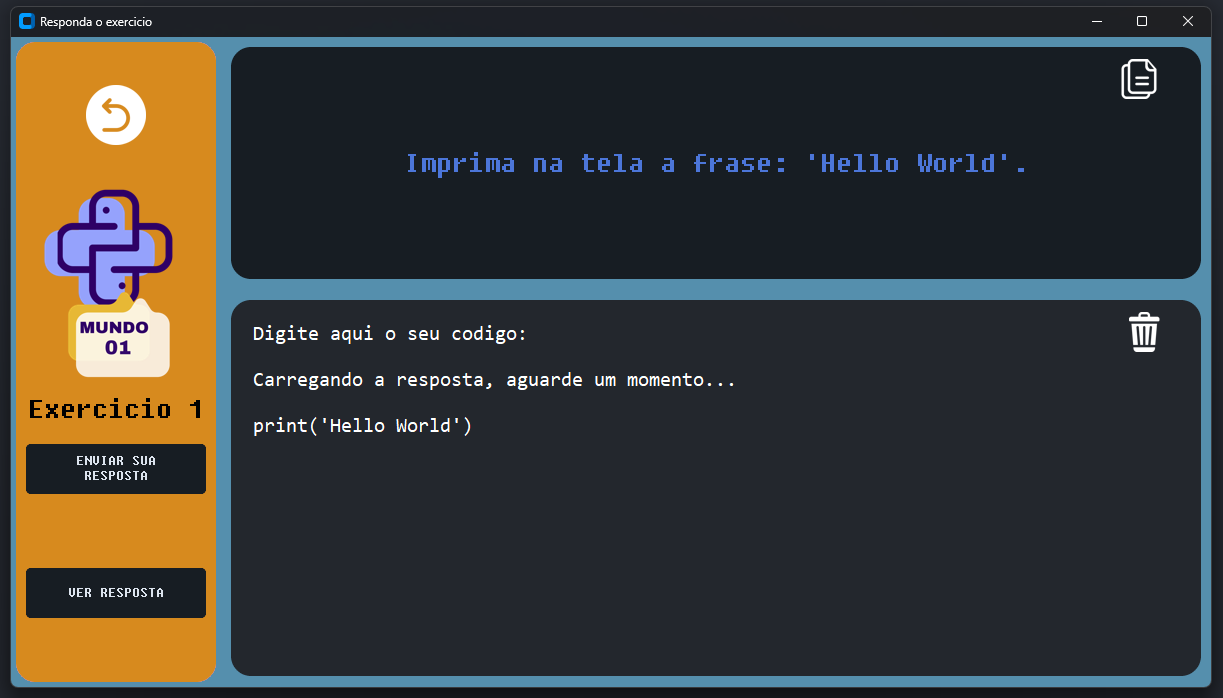 Responda o exercicio
Imprima na tela a frase: 'Hello World'.
MUNDO
01
Exercicio 1
ENVIAR SUA
RESPOSTA
VER RESPOSTA
Digite aqui o seu codigo:
Carregando a resposta, aguarde um momento...
print('Hello World')